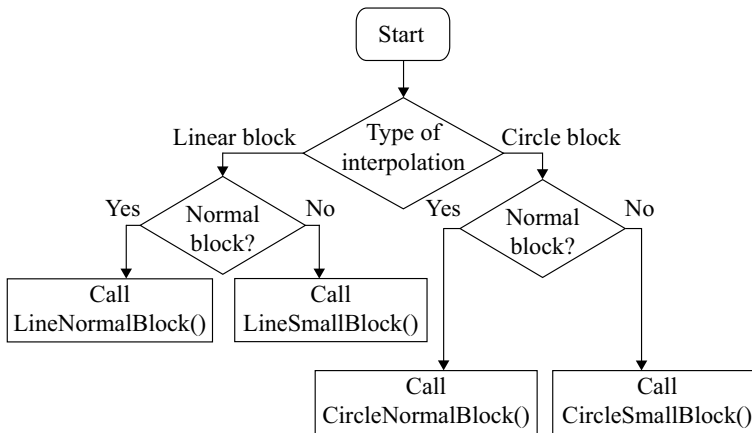 Start
Type of
interpolation
Linear block
Circle block
Normal
block?
Yes
No
Normal
block?
Yes
No
Call
LineNormalBlock()
Call
LineSmallBlock()
Call
CircleNormalBlock()
Call
CircleSmallBlock()